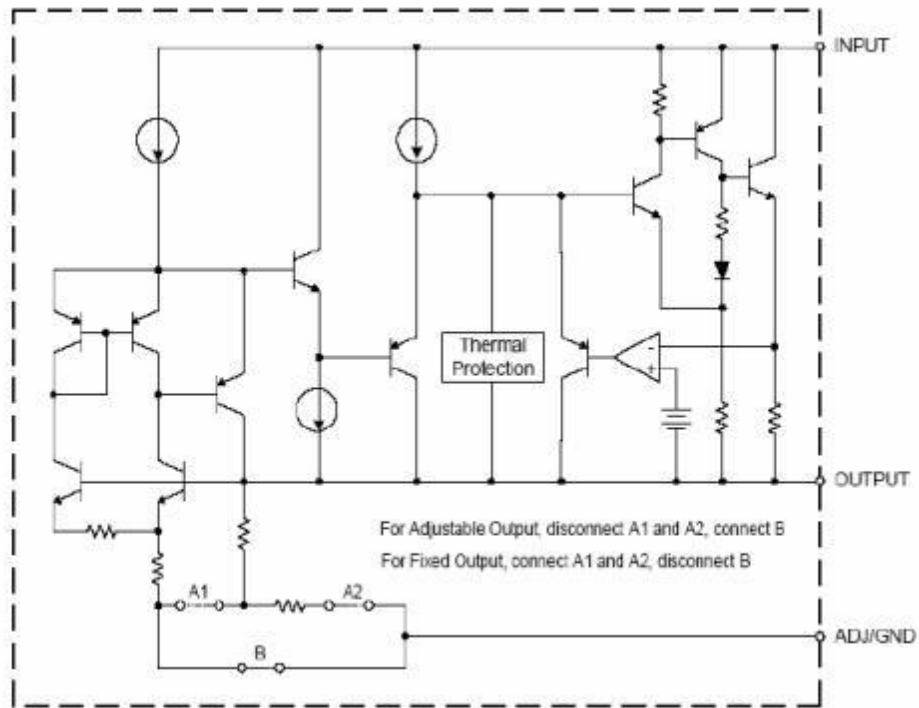 INPUT
Thermal
Protection
-
+
OUTPUT
For Adjustable Output, disconnect A1 and A2, connect B
For Fixed Output, connect A1 and A2, disconnect B
A1
A2
ADJ/GND
B